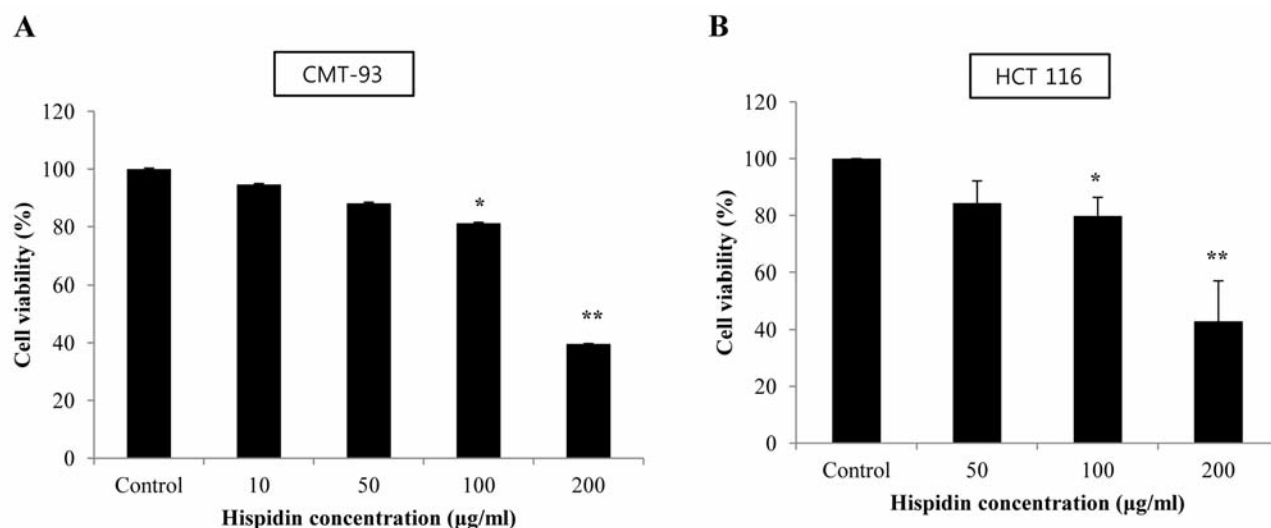 A
CMT-93
Cell viability (%)
120
100
80
60
40
20
0
*
**
Control 10 50 100 200
Hispidin concentration (µg/ml)
B
HCT 116
Cell viability (%)
120
100
80
60
40
20
0
*
**
Control 50 100 200
Hispidin concentration (µg/ml)